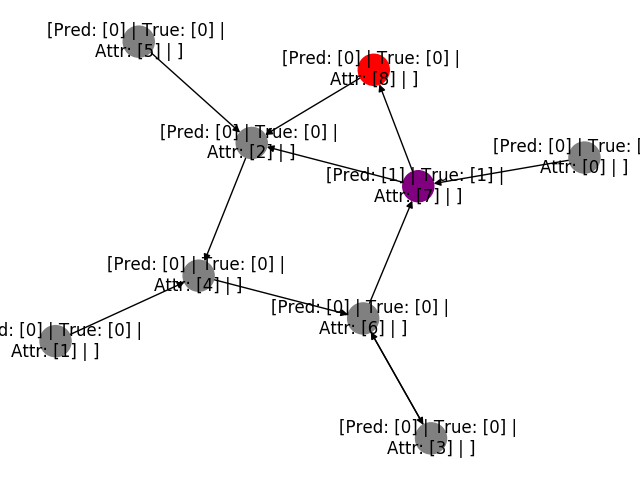 [Pred: [0] | True: [0] |
Attr: [5] | ]
[Pred: [0] | True: [0] |
Attr: [8] | ]
[Pred: [0] | True: [0] |
Attr: [2] | ]
[Pred: [0] | True: [
Attr: [0] | ]
[Pred: [1] | True: [1] |
Attr: [7] | ]
[Pred: [0] | True: [0] |
Attr: [4] | ]
[Pred: [0] | True: [0] |
Attr: [6] | ]
d: [0] | True: [0] |
Attr: [1] | ]
[Pred: [0] | True: [0] |
Attr: [3] | ]